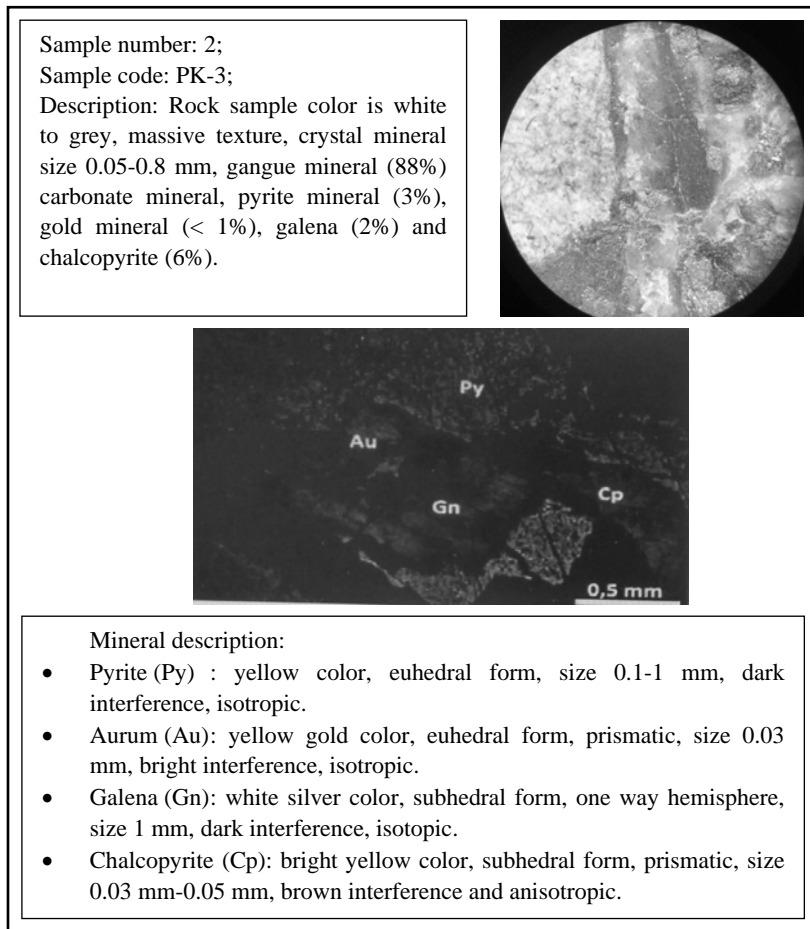 Sample number: 2;
Sample code: PK-3;
Description: Rock sample color is white
to grey, massive texture, crystal mineral
size 0.05-0.8 mm, gangue mineral (88%)
carbonate mineral, pyrite mineral (3%),
gold mineral (< 1%), galena (2%) and
chalcopyrite (6%).
Py
Au
Gn
Cp
0,5 mm
Mineral description:
• Pyrite (Py) : yellow color, euhedral form, size 0.1-1 mm, dark
interference, isotropic.
• Aurum (Au): yellow gold color, euhedral form, prismatic, size 0.03
mm, bright interference, isotropic.
• Galena (Gn): white silver color, subhedral form, one way hemisphere,
size 1 mm, dark interference, isotopic.
• Chalcopyrite (Cp): bright yellow color, subhedral form, prismatic, size
0.03 mm-0.05 mm, brown interference and anisotropic.